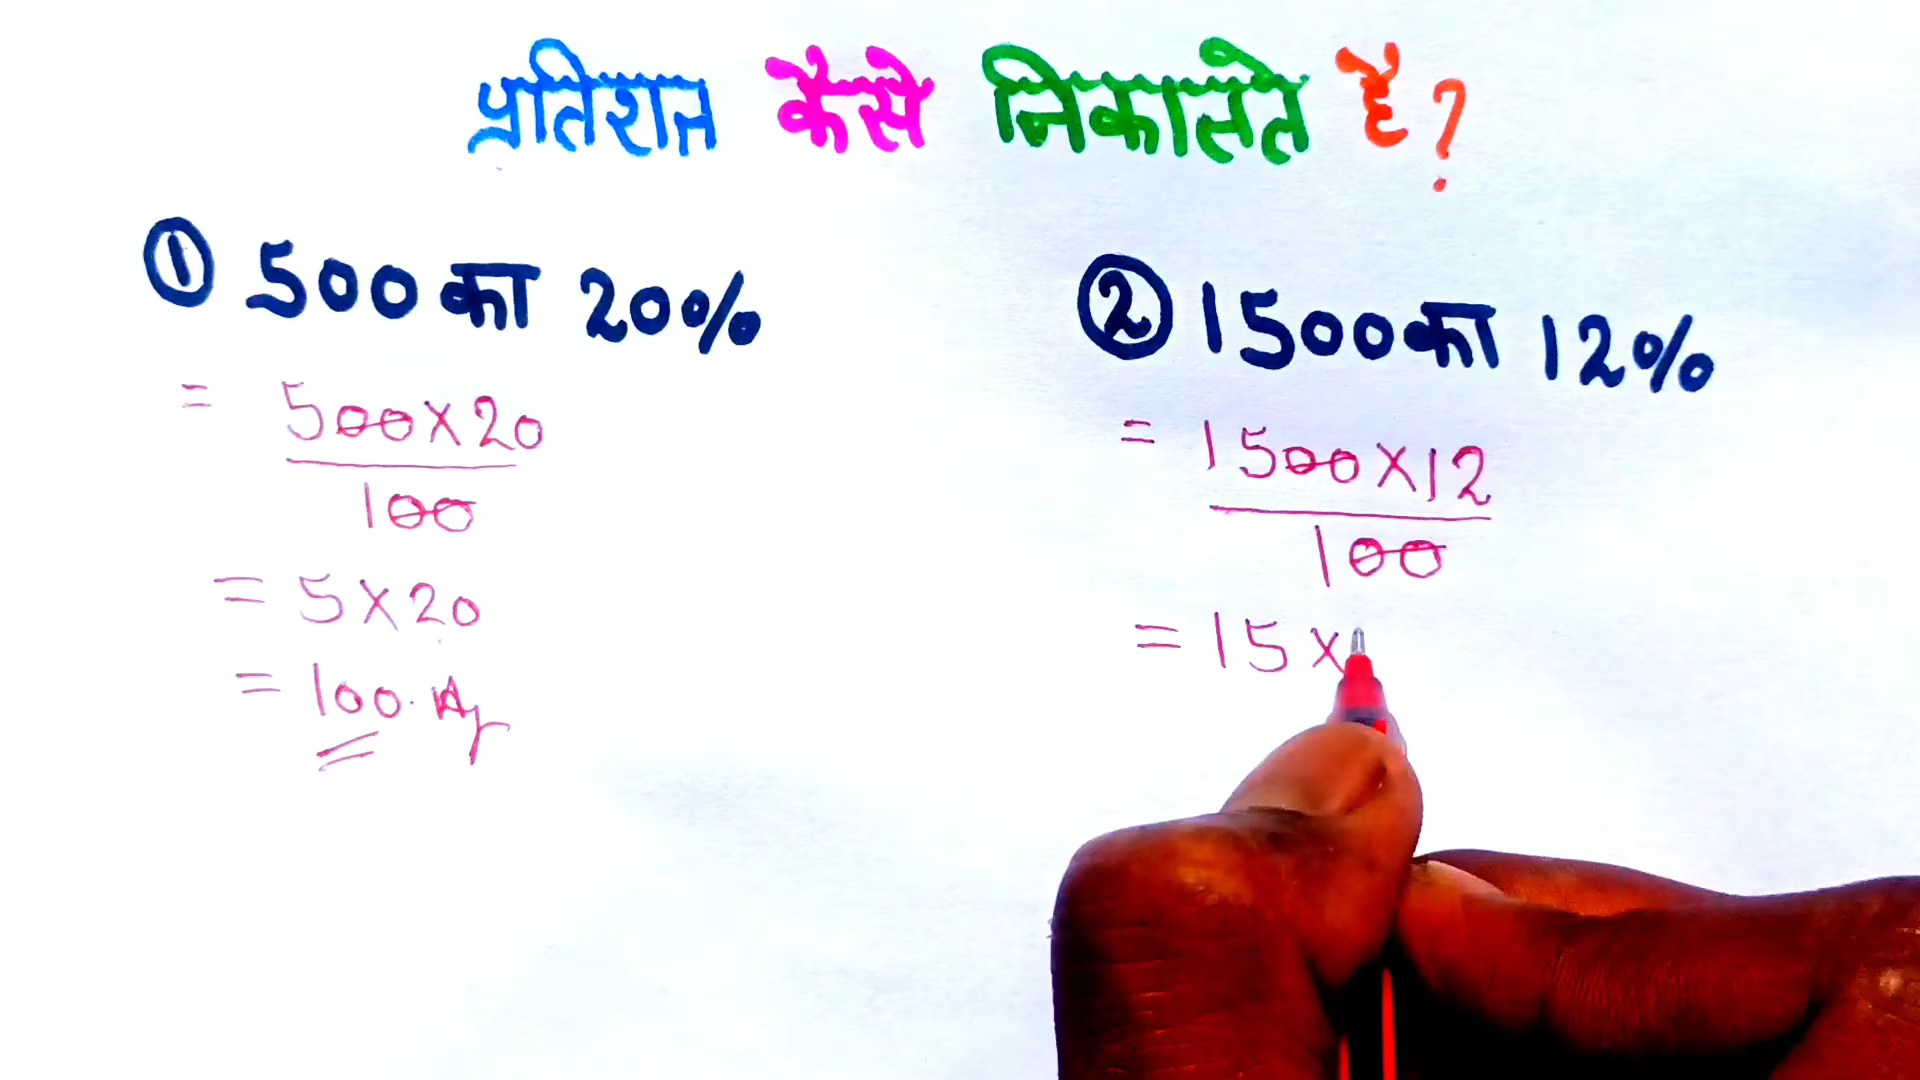 प्रतिशत कैसे निकालते है?
① 500 का 20%
= 500×20
100
= 5×20
= 100.
② 1500 का 12%
= 1500×12
100
= 15×